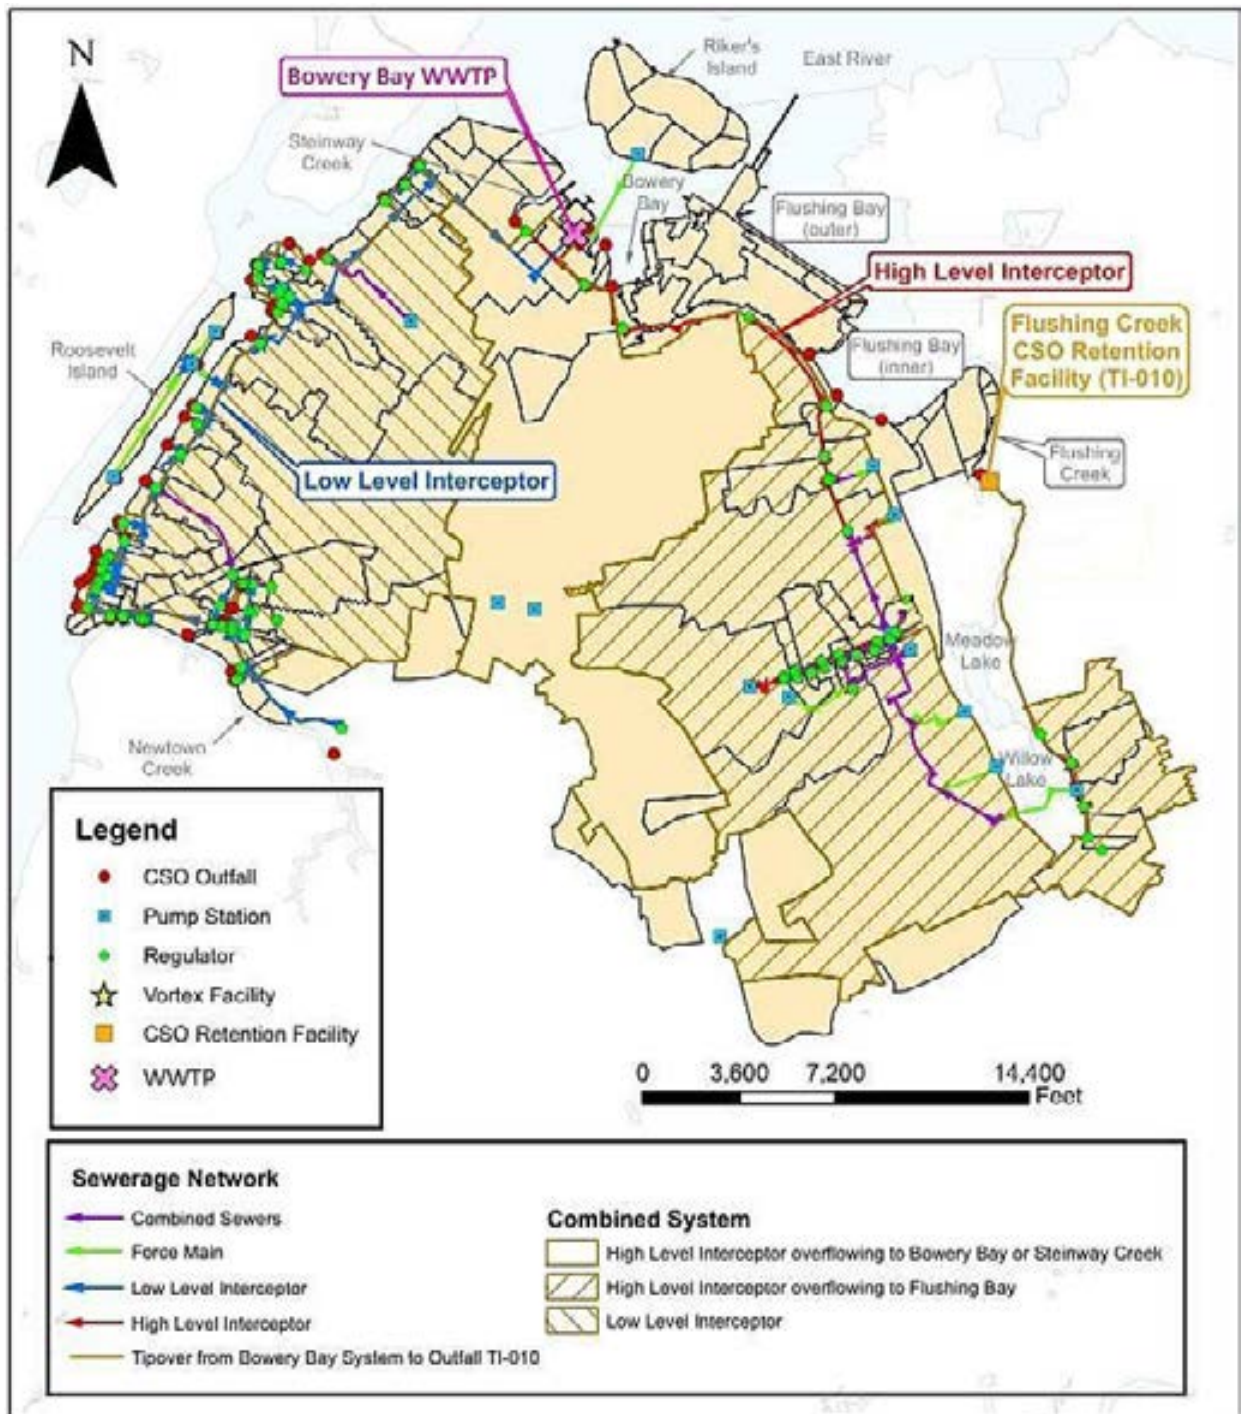 N
Bowery Bay WWTP
Riker's
Island
East River
Steinway
Creek
Bowery
Bay
Flushing Bay
(outer)
High Level Interceptor
Flushing Creek
CSO Retention
Facility (TI-010)
Roosevelt
Island
Flushing Bay
(inner)
Flushing
Creek
Low Level Interceptor
Meadow
Lake
Newtown
Creek
Willow
Lake
Legend
CSO Outfall
Pump Station
Regulator
Vortex Facility
CSO Retention Facility
WWTP
0 3,600 7,200 14,400
Feet
Sewerage Network
Combined Sewers
Force Main
Low Level Interceptor
High Level Interceptor
Tipover from Bowery Bay System to Outfall TI-010
Combined System
High Level Interceptor overflowing to Bowery Bay or Steinway Creek
High Level Interceptor overflowing to Flushing Bay
Low Level Interceptor